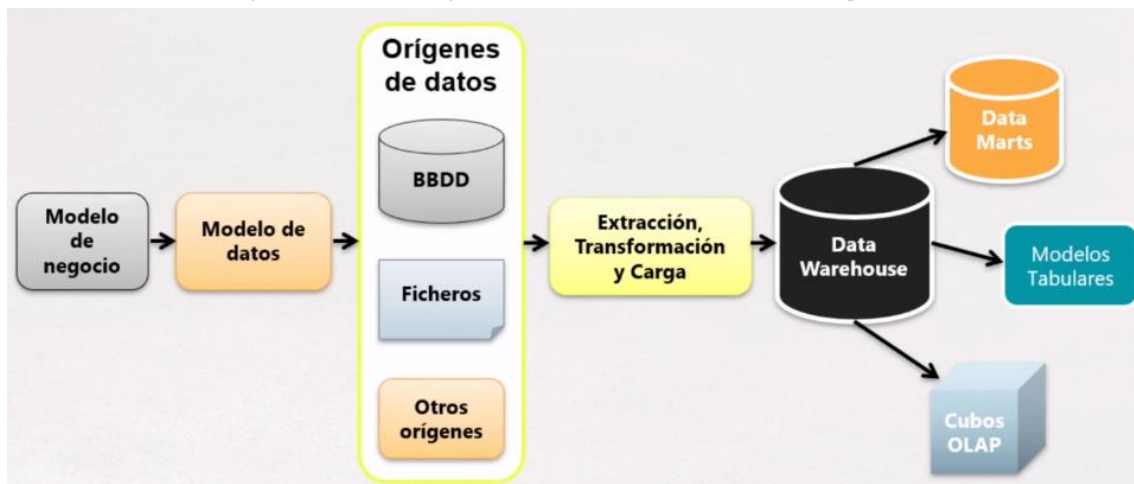 Modelo
de
negocio
Modelo de
datos
Orígenes
de datos
BBDD
Ficheros
Otros
orígenes
Extracción,
Transformación
y Carga
Data
Warehouse
Data
Marts
Modelos
Tabulares
Cubos
OLAP